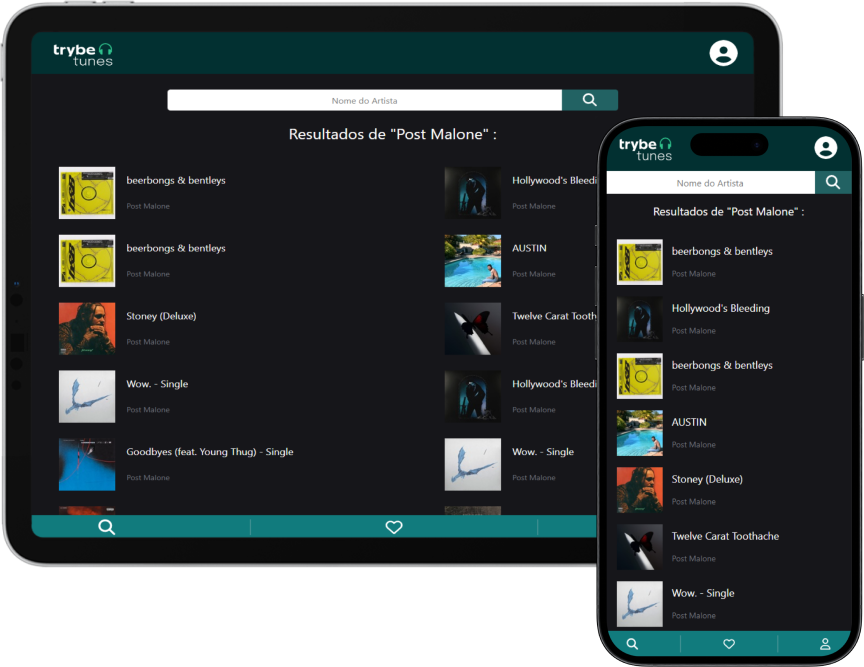 trybe
tunes
Nome do Artista
Resultados de "Post Malone" :
beerbongs & bentleys
Post Malone
Hollywood's Bleedi
Post Malone
beerbongs & bentleys
Post Malone
AUSTIN
Post Malone
Stoney (Deluxe)
Post Malone
Twelve Carat Tooth
Post Malone
Wow. - Single
Post Malone
Hollywood's Bleedi
Post Malone
Goodbyes (feat. Young Thug) - Single
Post Malone
Wow. - Single
Post Malone
trybe
tunes
Nome do Artista
Resultados de "Post Malone" :
beerbongs & bentleys
Post Malone
Hollywood's Bleeding
Post Malone
beerbongs & bentleys
Post Malone
AUSTIN
Post Malone
Stoney (Deluxe)
Post Malone
Twelve Carat Toothache
Post Malone
Wow. - Single
Post Malone